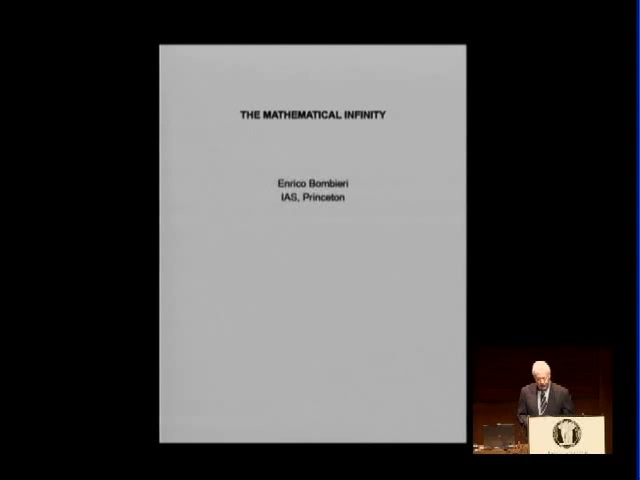 THE MATHEMATICAL INFINITY
Enrico Bombieri
IAS, Princeton